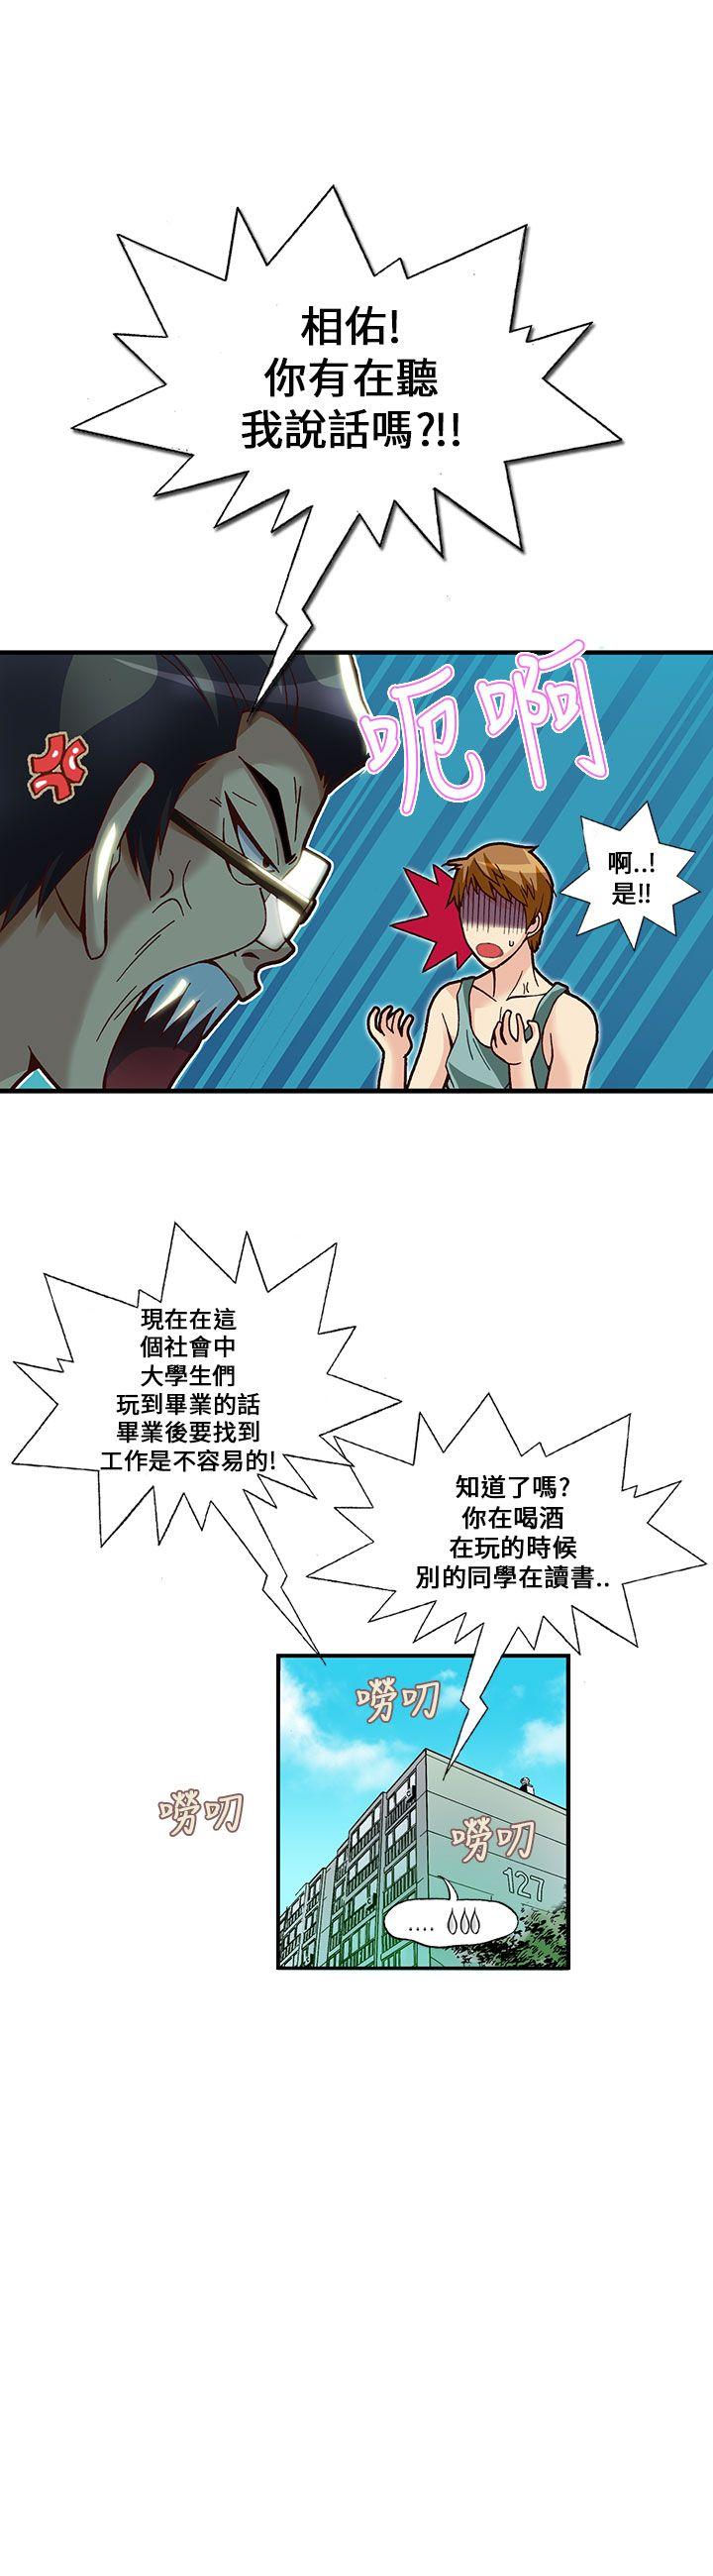 相佑!
你有在聽
我說話嗎?!!
呃啊
啊..!
是!!
現在在這
個社會中
大學生們
玩到畢業的話
畢業後要找到
工作是不容易的!
知道了嗎?
你在喝酒
在玩的時候
別的同學在讀書..
嘮叨
嘮叨
嘮叨
127
....